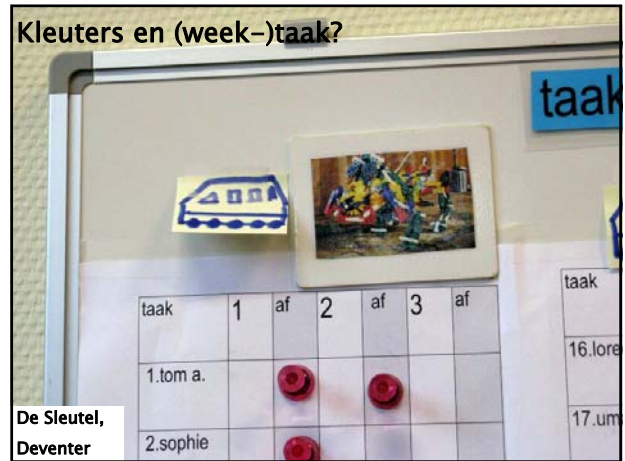 Kleuters en (week-)taak?
taak
taak 1 af 2 af 3 af
taak
1.tom a.
16.lore
2.sophie
17.um
De Sleutel,
Deventer